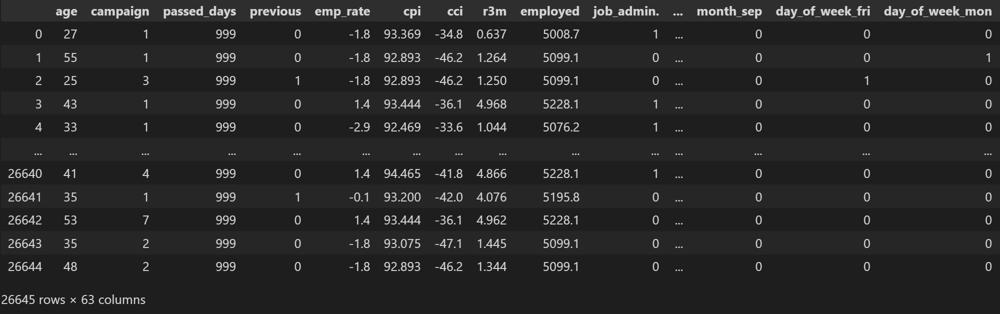 age campaign passed_days previous emp_rate cpi cci r3m employed job_admin. ... month_sep day_of_week_fri day_of_week_mon
0 27 1 999 0 -1.8 93.369 -34.8 0.637 5008.7 1 ... 0 0 0
1 55 1 999 0 -1.8 92.893 -46.2 1.264 5099.1 0 ... 0 0 1
2 25 3 999 1 -1.8 92.893 -46.2 1.250 5099.1 0 ... 0 1 0
3 43 1 999 0 1.4 93.444 -36.1 4.968 5228.1 1 ... 0 0 0
4 33 1 999 0 -2.9 92.469 -33.6 1.044 5076.2 1 ... 0 0 0
... ... ... ... ... ... ... ... ... ... ... ... ... ... ...
26640 41 4 999 0 1.4 94.465 -41.8 4.866 5228.1 1 ... 0 0 0
26641 35 1 999 1 -0.1 93.200 -42.0 4.076 5195.8 0 ... 0 0 0
26642 53 7 999 0 1.4 93.444 -36.1 4.962 5228.1 0 ... 0 0 0
26643 35 2 999 0 -1.8 93.075 -47.1 1.445 5099.1 0 ... 0 0 0
26644 48 2 999 0 -1.8 92.893 -46.2 1.344 5099.1 0 ... 0 0 0
26645 rows × 63 columns